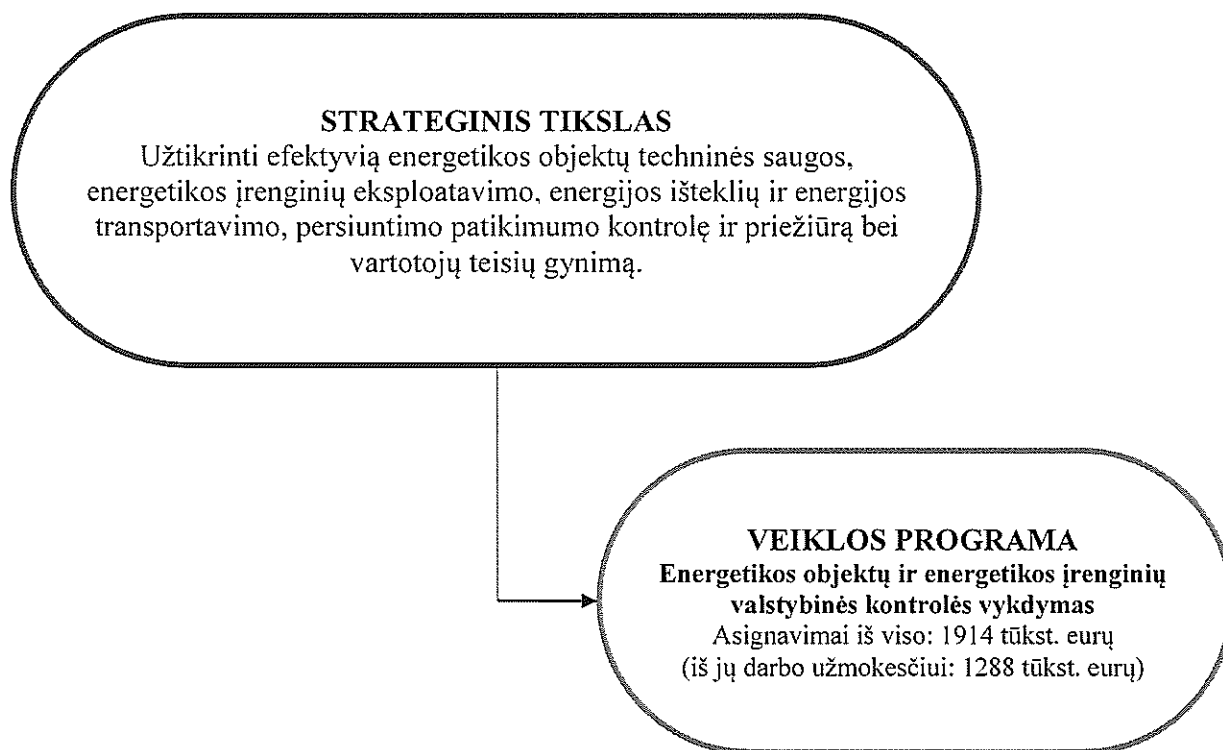 STRATEGINIS TIKSLAS
Užtikrinti efektyvią energetikos objektų techninės saugos,
energetikos įrenginių eksploatavimo, energijos išteklių ir energijos
transportavimo, persiuntimo patikimumo kontrolę ir priežiūrą bei
vartotojų teisių gynimą.
VEIKLOS PROGRAMA
Energetikos objektų ir energetikos įrenginių
valstybinės kontrolės vykdymas
Asignavimai iš viso: 1914 tūkst. eurų
(iš jų darbo užmokesčiui: 1288 tūkst. eurų)